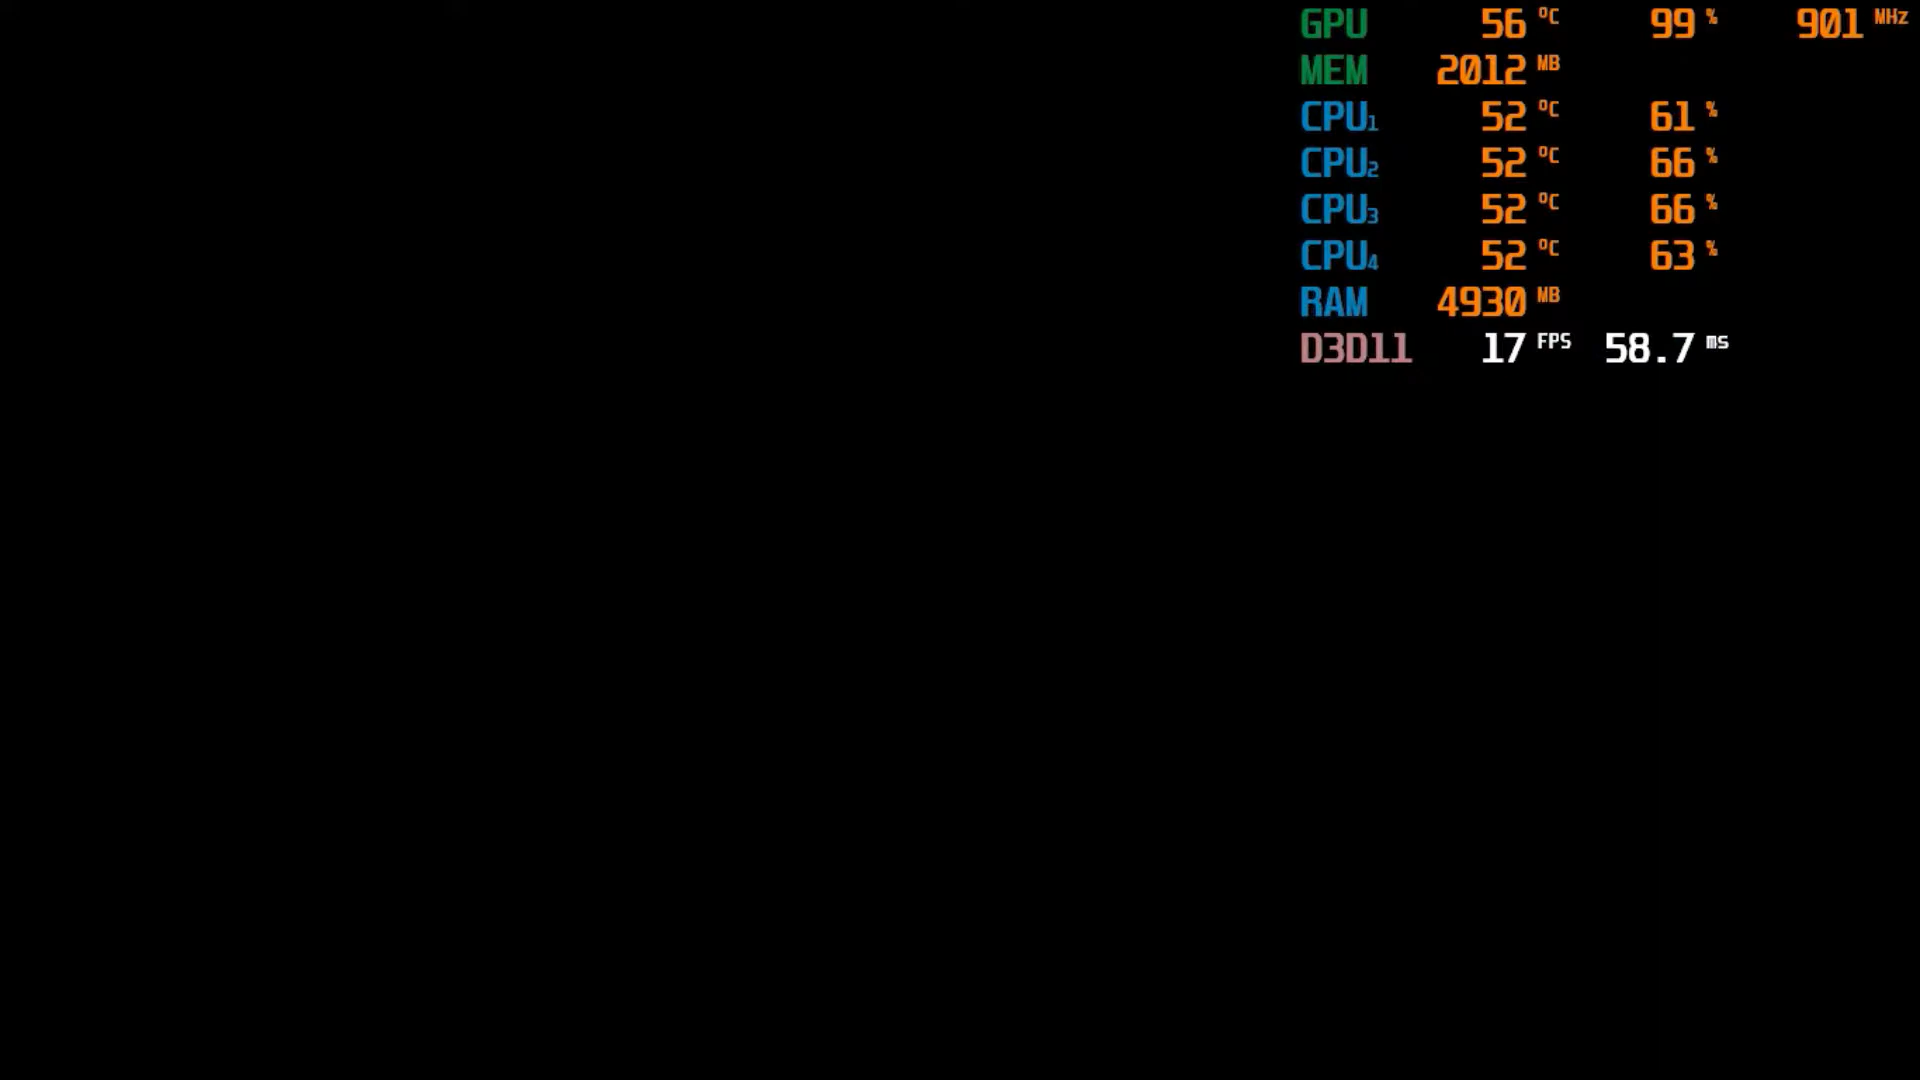 GPU 56 °C 99 % 901 MHz
MEM 2012 MB
CPU1 52 °C 61 %
CPU2 52 °C 66 %
CPU3 52 °C 66 %
CPU4 52 °C 63 %
RAM 4930 MB
D3D11 17 FPS 58.7 ms